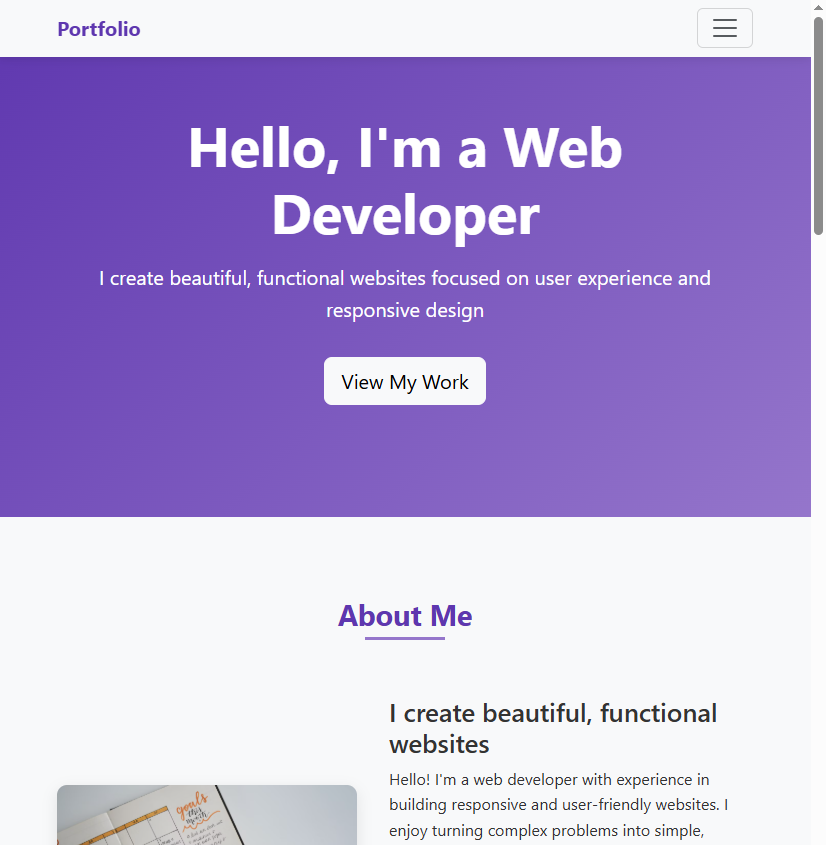 Portfolio
Hello, I'm a Web
Developer
I create beautiful, functional websites focused on user experience and
responsive design
View My Work
About Me
I create beautiful, functional
websites
Hello! I'm a web developer with experience in
building responsive and user-friendly websites. I
enjoy turning complex problems into simple,
goals
this
month